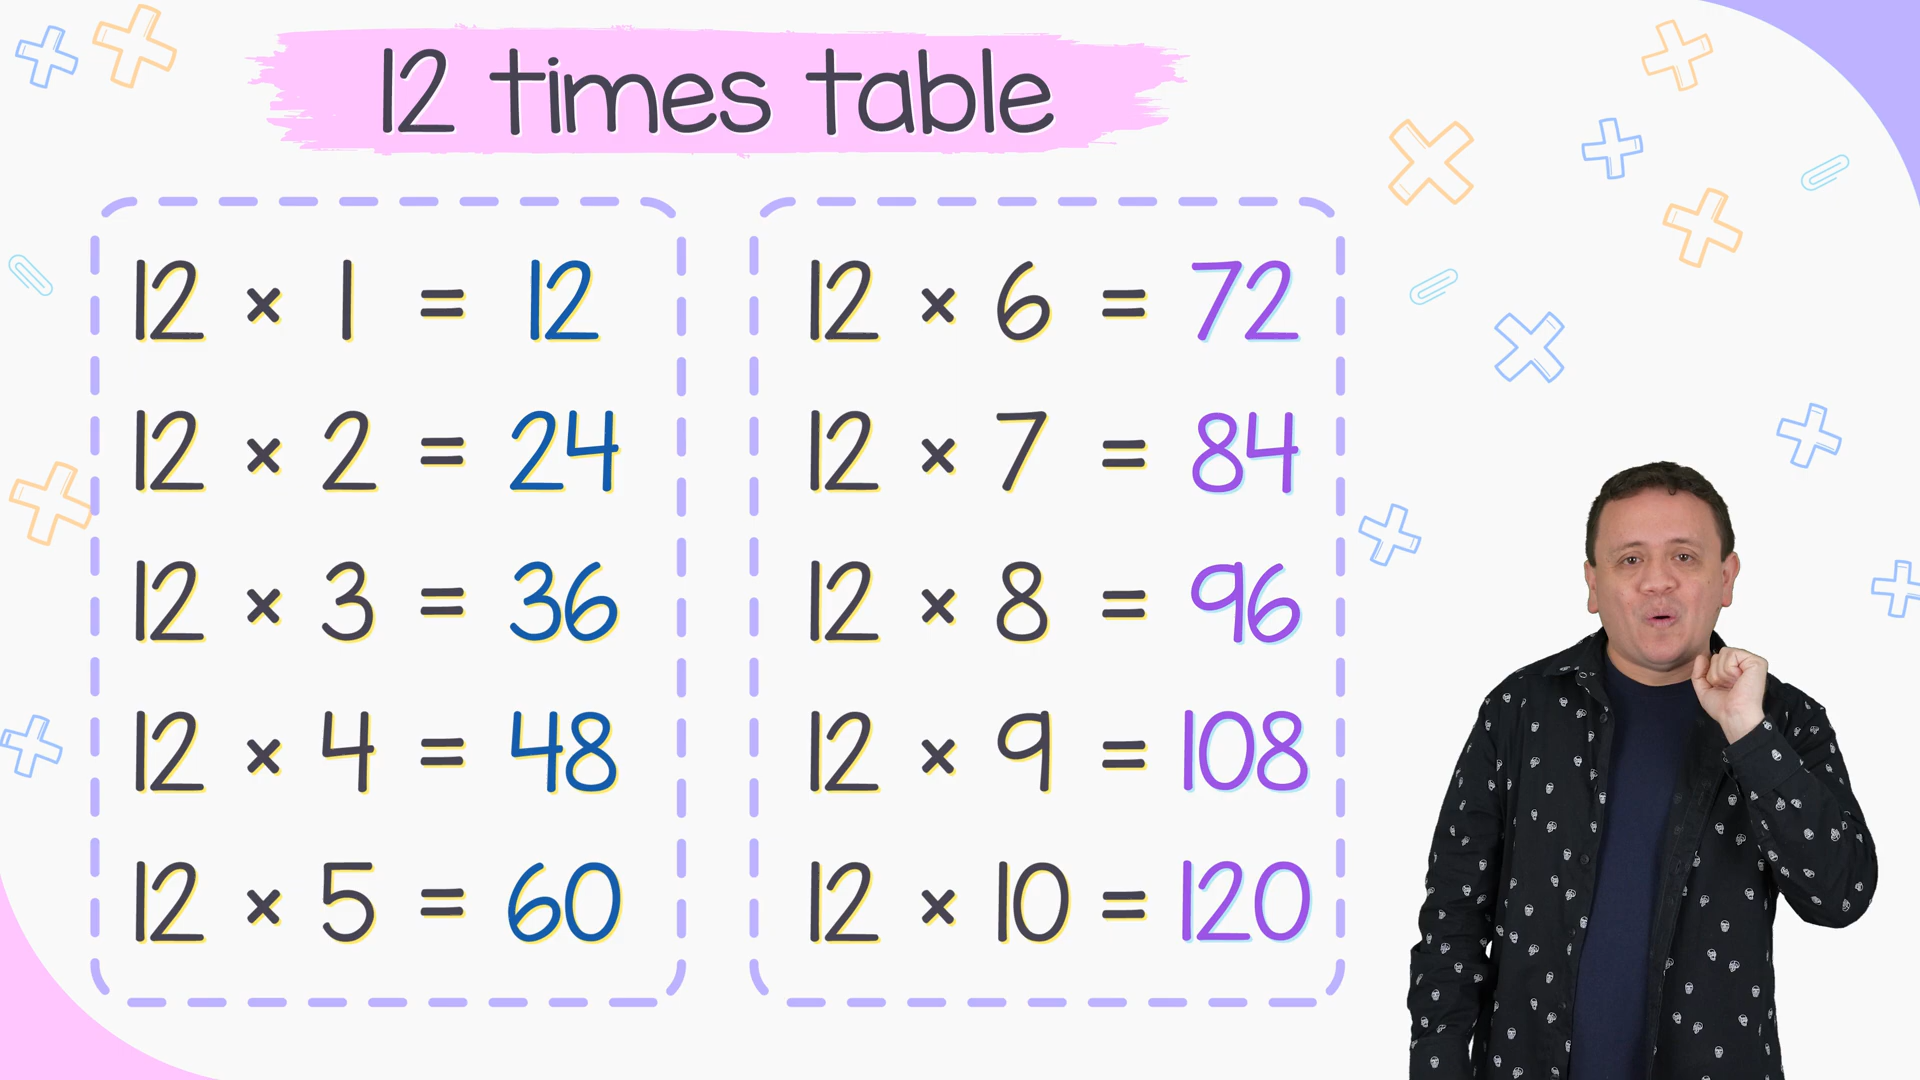 12 times table
12 × 1 = 12
12 × 2 = 24
12 × 3 = 36
12 × 4 = 48
12 × 5 = 60
12 × 6 = 72
12 × 7 = 84
12 × 8 = 96
12 × 9 = 108
12 × 10 = 120